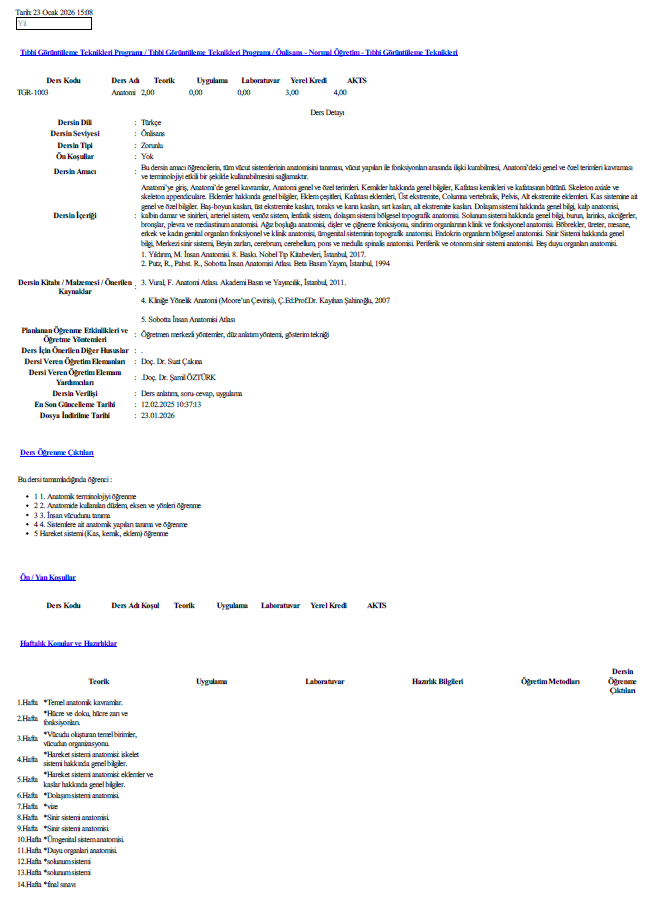 Tarih: 23 Ocak 2026 15:08
Yıl
Tıbbi Görüntüleme Teknikleri Programı / Tıbbi Görüntüleme Teknikleri Programı / Önlisans - Normal Öğretim - Tıbbi Görüntüleme Teknikleri
Ders Kodu Ders Adı Teorik Uygulama Laboratuvar Yerel Kredi AKTS
TGR-1003 Anatomi 2,00 0,00 0,00 3,00 4,00
Ders Detayı
Dersin Dili : Türkçe
Dersin Seviyesi : Önlisans
Dersin Tipi : Zorunlu
Ön Koşullar : Yok
Dersin Amacı : Bu dersin amacı öğrencilerin, tüm vücut sistemlerinin anatomisini tanıması, vücut yapıları ile fonksiyonları arasında ilişki kurabilmesi, Anatomi'deki genel ve özel terimleri kavraması
ve terminolojiyi etkili bir şekilde kullanabilmesini sağlamaktır.
Dersin İçeriği : Anatomi'ye giriş, Anatomi'de genel kavramlar, Anatomi genel ve özel terimleri. Kemikler hakkında genel bilgiler, Kafatası kemikleri ve kafatasının bütünü. Skeleton axiale ve
skeleton appendiculare. Eklemler hakkında genel bilgiler, Eklem çeşitleri, Kafatası eklemleri, Üst ekstremite, Columna vertebralis, Pelvis, Alt ekstremite eklemleri. Kas sistemine ait
genel ve özel bilgiler. Baş-boyun kasları, üst ekstremite kasları, toraks ve karın kasları, sırt kasları, alt ekstremite kasları. Dolaşım sistemi hakkında genel bilgi, kalp anatomisi,
kalbin damar ve sinirleri, arteriel sistem, venöz sistem, lenfatik sistem, dolaşım sistemi bölgesel topografik anatomisi. Solunum sistemi hakkında genel bilgi, burun, larinks, akciğerler,
bronşlar, plevra ve mediastinum anatomisi. Ağız boşluğu anatomisi, dişler ve çiğneme fonksiyonu, sindirim organlarının klinik ve fonksiyonel anatomisi. Böbrekler, üreter, mesane,
erkek ve kadın genital organları fonksiyonel ve klinik anatomisi, ürogenital sisteminin topografik anatomisi. Endokrin organların bölgesel anatomisi. Sinir Sistemi hakkında genel
bilgi, Merkezi sinir sistemi, Beyin zarları, cerebrum, cerebellum, pons ve medulla spinalis anatomisi. Periferik ve otonom sinir sistemi anatomisi. Beş duyu organları anatomisi.
Dersin Kitabı / Malzemesi / Önerilen
Kaynaklar :
1. Yıldırım, M. İnsan Anatomisi. 8. Baskı. Nobel Tıp Kitabevleri, İstanbul, 2017.
2. Putz, R., Pabst. R., Sobotta İnsan Anatomisi Atlası. Beta Basım Yayım, İstanbul, 1994
3. Vural, F. Anatomi Atlası. Akademi Basın ve Yayıncılık, İstanbul, 2011.
4. Kliniğe Yönelik Anatomi (Moore'un Çevirisi), Ç.Ed:Prof.Dr. Kayıhan Şahinoğlu, 2007
5. Sobotta İnsan Anatomisi Atlası
Planlanan Öğrenme Etkinlikleri ve
Öğretme Yöntemleri : Öğretmen merkezli yöntemler, düz anlatım yöntemi, gösterim tekniği
Ders İçin Önerilen Diğer Hususlar : .
Dersi Veren Öğretim Elemanları : Doç. Dr. Suat Çakına
Dersi Veren Öğretim Elemanı
Yardımcıları : .Doç. Dr. Şamil ÖZTÜRK
Dersin Verilişi : Ders anlatım, soru-cevap, uygulama
En Son Güncelleme Tarihi : 12.02.2025 10:37:13
Dosya İndirilme Tarihi : 23.01.2026
Ders Öğrenme Çıktıları
Bu dersi tamamladığında öğrenci :
• 1 1. Anatomik terminolojiyi öğrenme
• 2 2. Anatomide kullanılan düzlem, eksen ve yönleri öğrenme
• 3 3. İnsan vücudunu tanıma
• 4 4. Sistemlere ait anatomik yapıları tanıma ve öğrenme
• 5 Hareket sistemi (Kas, kemik, eklem) öğrenme
Ön / Yan Koşullar
Ders Kodu Ders Adı Koşul Teorik Uygulama Laboratuvar Yerel Kredi AKTS
Haftalık Konular ve Hazırlıklar
Teorik Uygulama Laboratuvar Hazırlık Bilgileri Öğretim Metodları Dersin
Öğrenme
Çıktıları
1.Hafta *Temel anatomik kavramlar.
2.Hafta *Hücre ve doku, hücre zarı ve
fonksiyonları.
3.Hafta *Vücudu oluşturan temel birimler,
vücudun organizasyonu.
4.Hafta *Hareket sistemi anatomisi: iskelet
sistemi hakkında genel bilgiler.
5.Hafta *Hareket sistemi anatomisi: eklemler ve
kaslar hakkında genel bilgiler.
6.Hafta *Dolaşım sistemi anatomisi.
7.Hafta *vize
8.Hafta *Sinir sistemi anatomisi.
9.Hafta *Sinir sistemi anatomisi.
10.Hafta *Ürogenital sistem anatomisi.
11.Hafta *Duyu organlari anatomisi.
12.Hafta *solunum sistemi
13.Hafta *solunum sistemi
14.Hafta *final sınavı